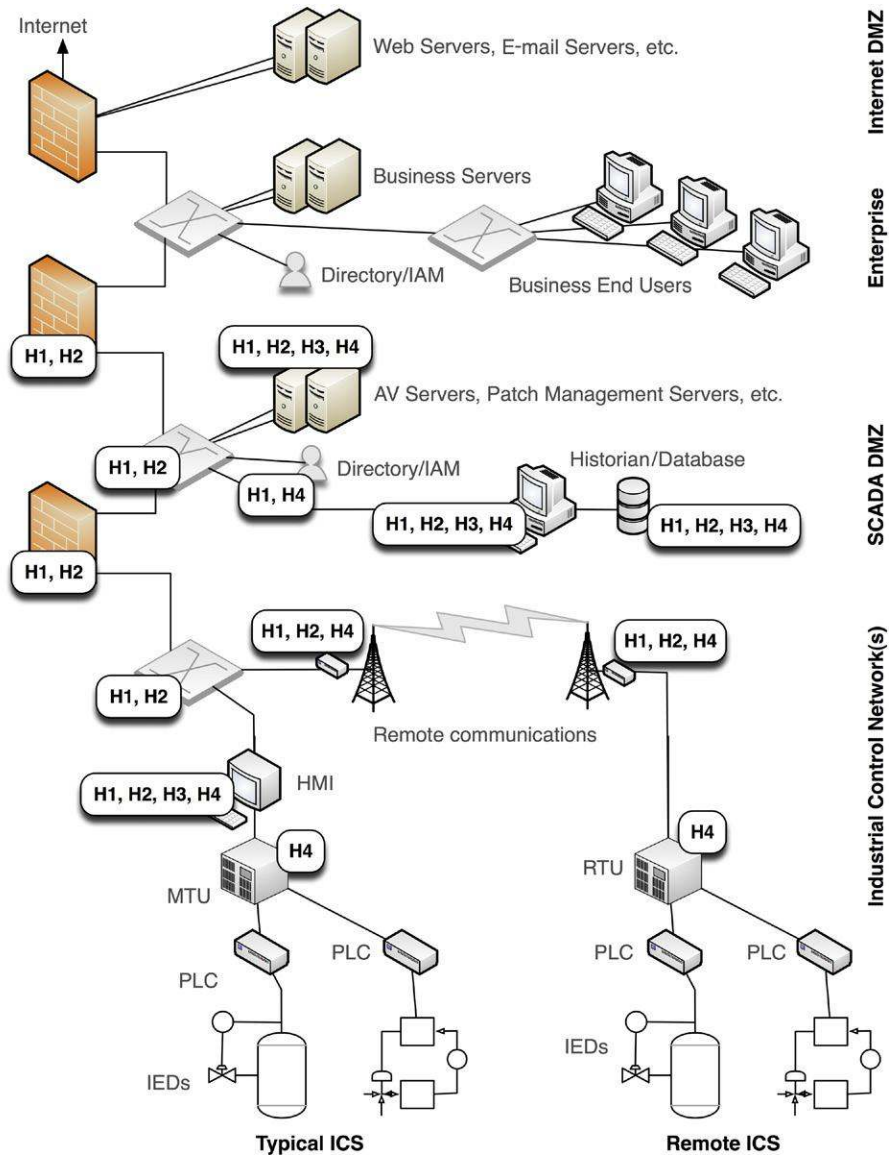 Internet
Web Servers, E-mail Servers, etc.
Internet DMZ
Business Servers
Directory/IAM
Business End Users
Enterprise
H1, H2
H1, H2, H3, H4
AV Servers, Patch Management Servers, etc.
H1, H2
Directory/IAM
H1, H4
Historian/Database
H1, H2, H3, H4
H1, H2, H3, H4
SCADA DMZ
H1, H2
H1, H2, H4
H1, H2, H4
H1, H2
Remote communications
HMI
H1, H2, H3, H4
H4
MTU
H4
RTU
PLC
PLC
PLC
PLC
IEDs
IEDs
Industrial Control Network(s)
Typical ICS
Remote ICS